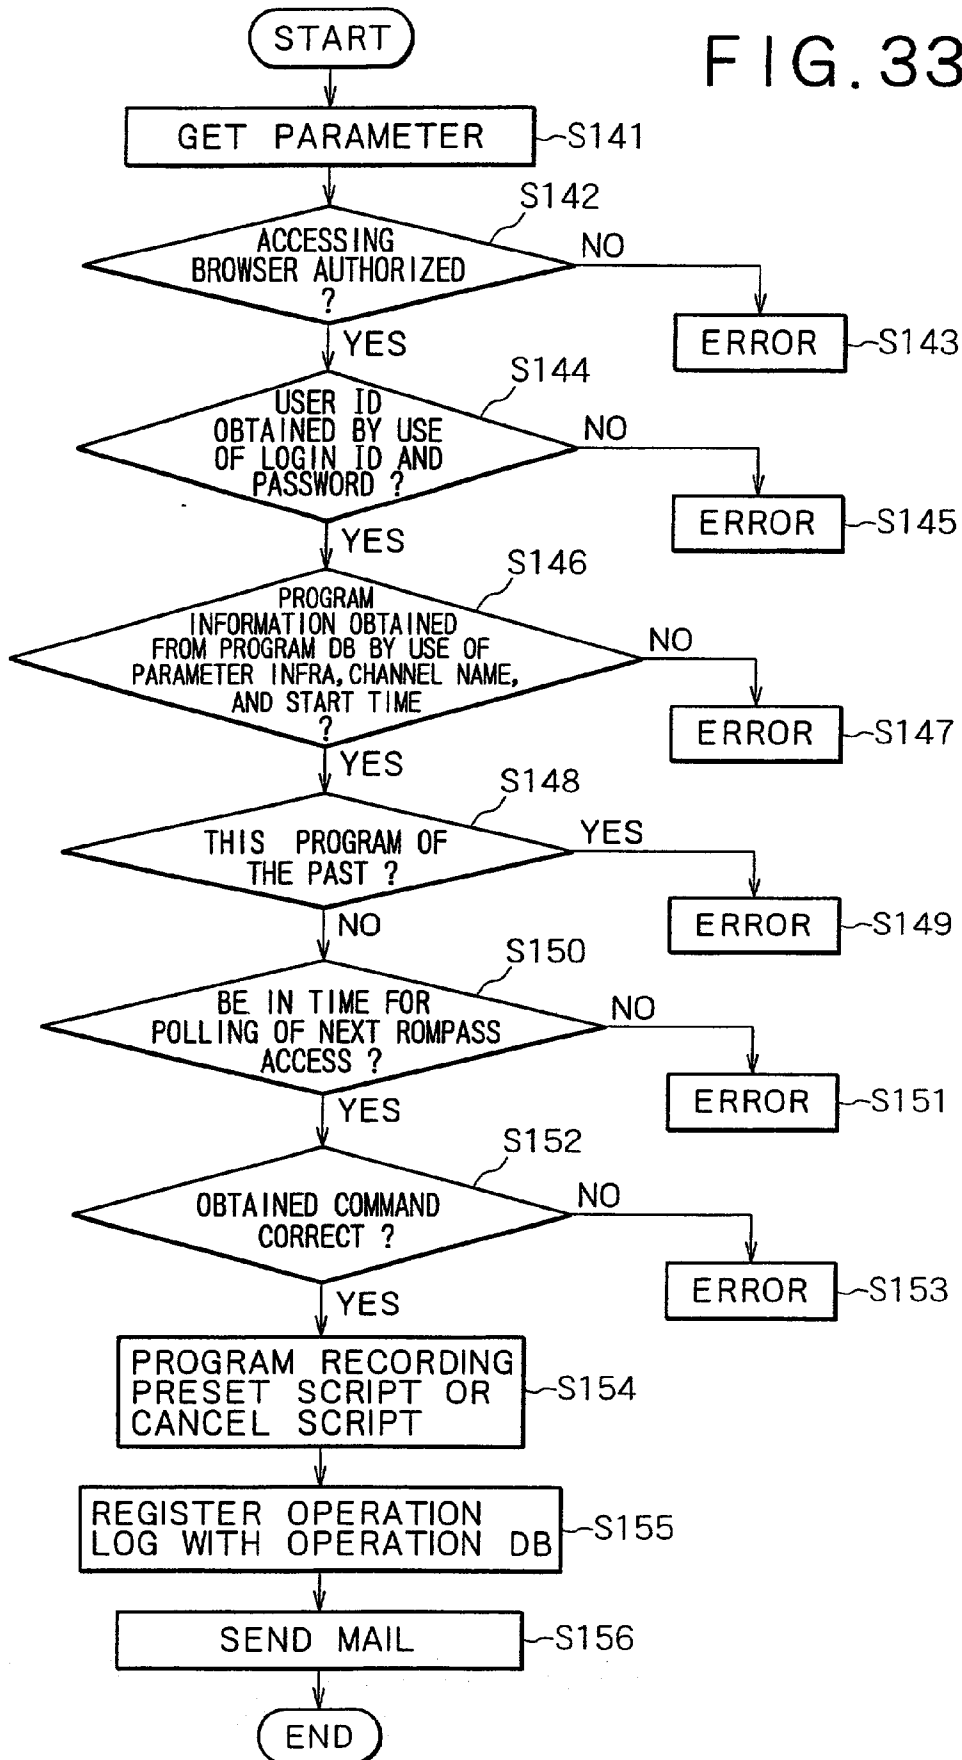 FIG.33
START
GET PARAMETER
S141
S142
ACCESSING
BROWSER AUTHORIZED
?
NO
ERROR
S143
YES
S144
USER ID
OBTAINED BY USE
OF LOGIN ID AND
PASSWORD ?
NO
ERROR
S145
YES
S146
PROGRAM
INFORMATION OBTAINED
FROM PROGRAM DB BY USE OF
PARAMETER INFRA, CHANNEL NAME,
AND START TIME
?
NO
ERROR
S147
YES
S148
THIS PROGRAM OF
THE PAST ?
YES
ERROR
S149
NO
S150
BE IN TIME FOR
POLLING OF NEXT ROMPASS
ACCESS ?
NO
ERROR
S151
YES
S152
OBTAINED COMMAND
CORRECT ?
NO
ERROR
S153
YES
PROGRAM RECORDING
PRESET SCRIPT OR
CANCEL SCRIPT
S154
REGISTER OPERATION
LOG WITH OPERATION DB
S155
SEND MAIL
S156
END